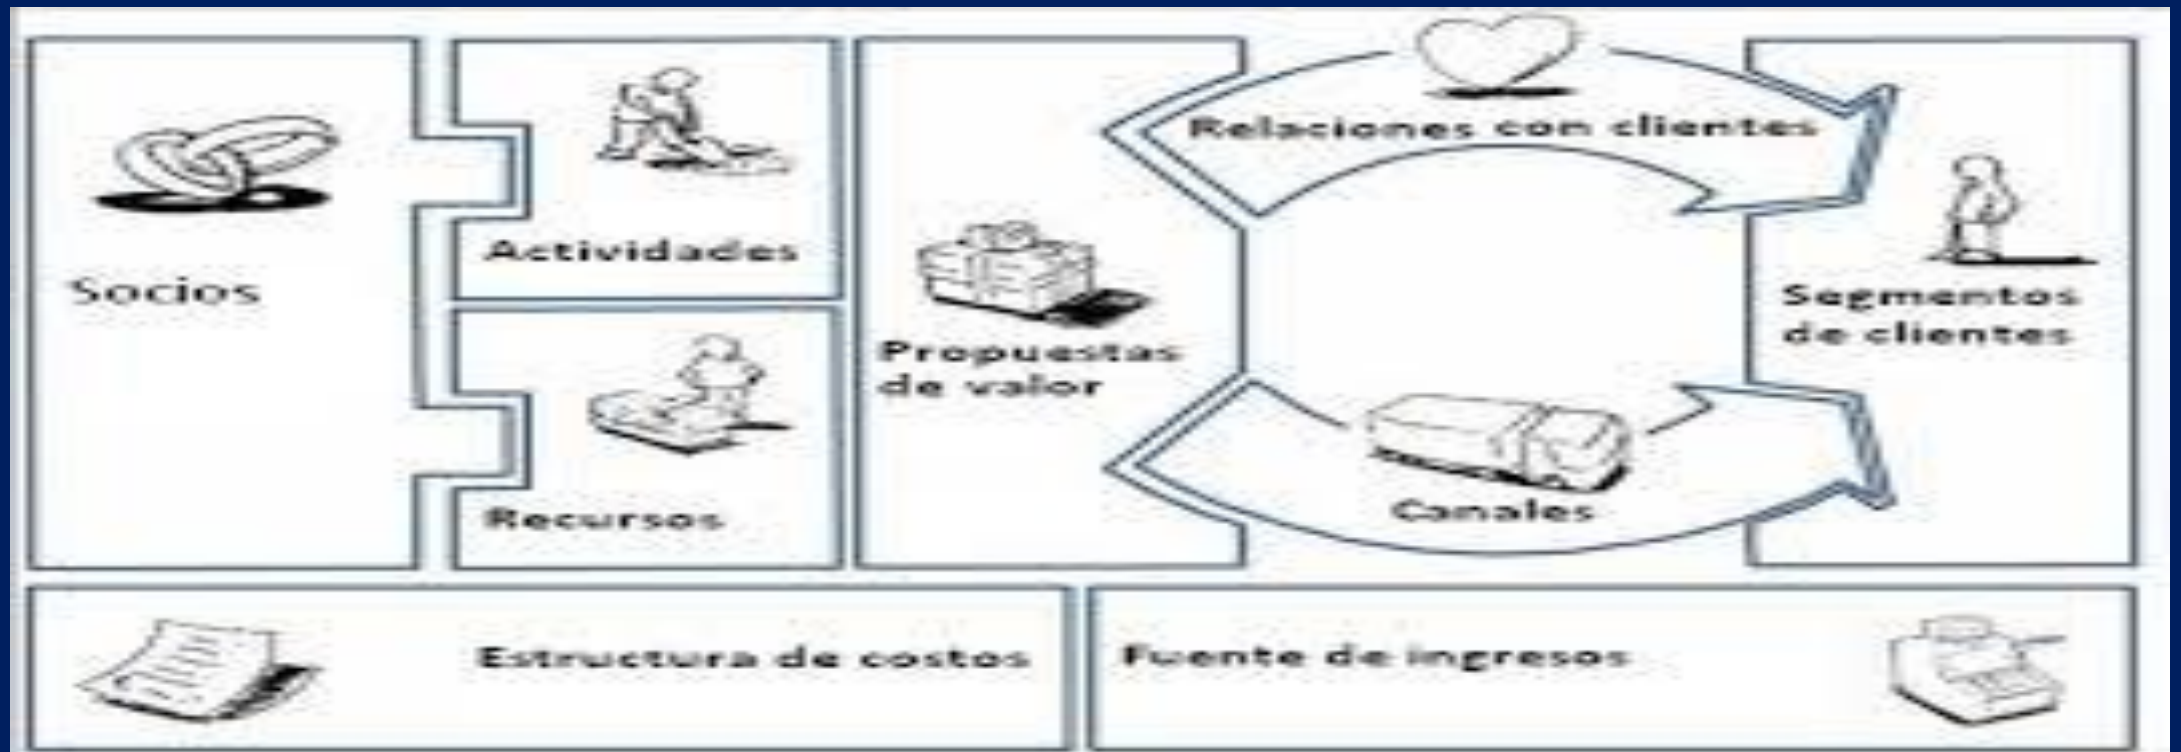 Socios
Actividades
Recursos
Propuestas
de valor
Relaciones con clientes
Canales
Segmentos
de clientes
Estructura de costos
Fuente de ingresos